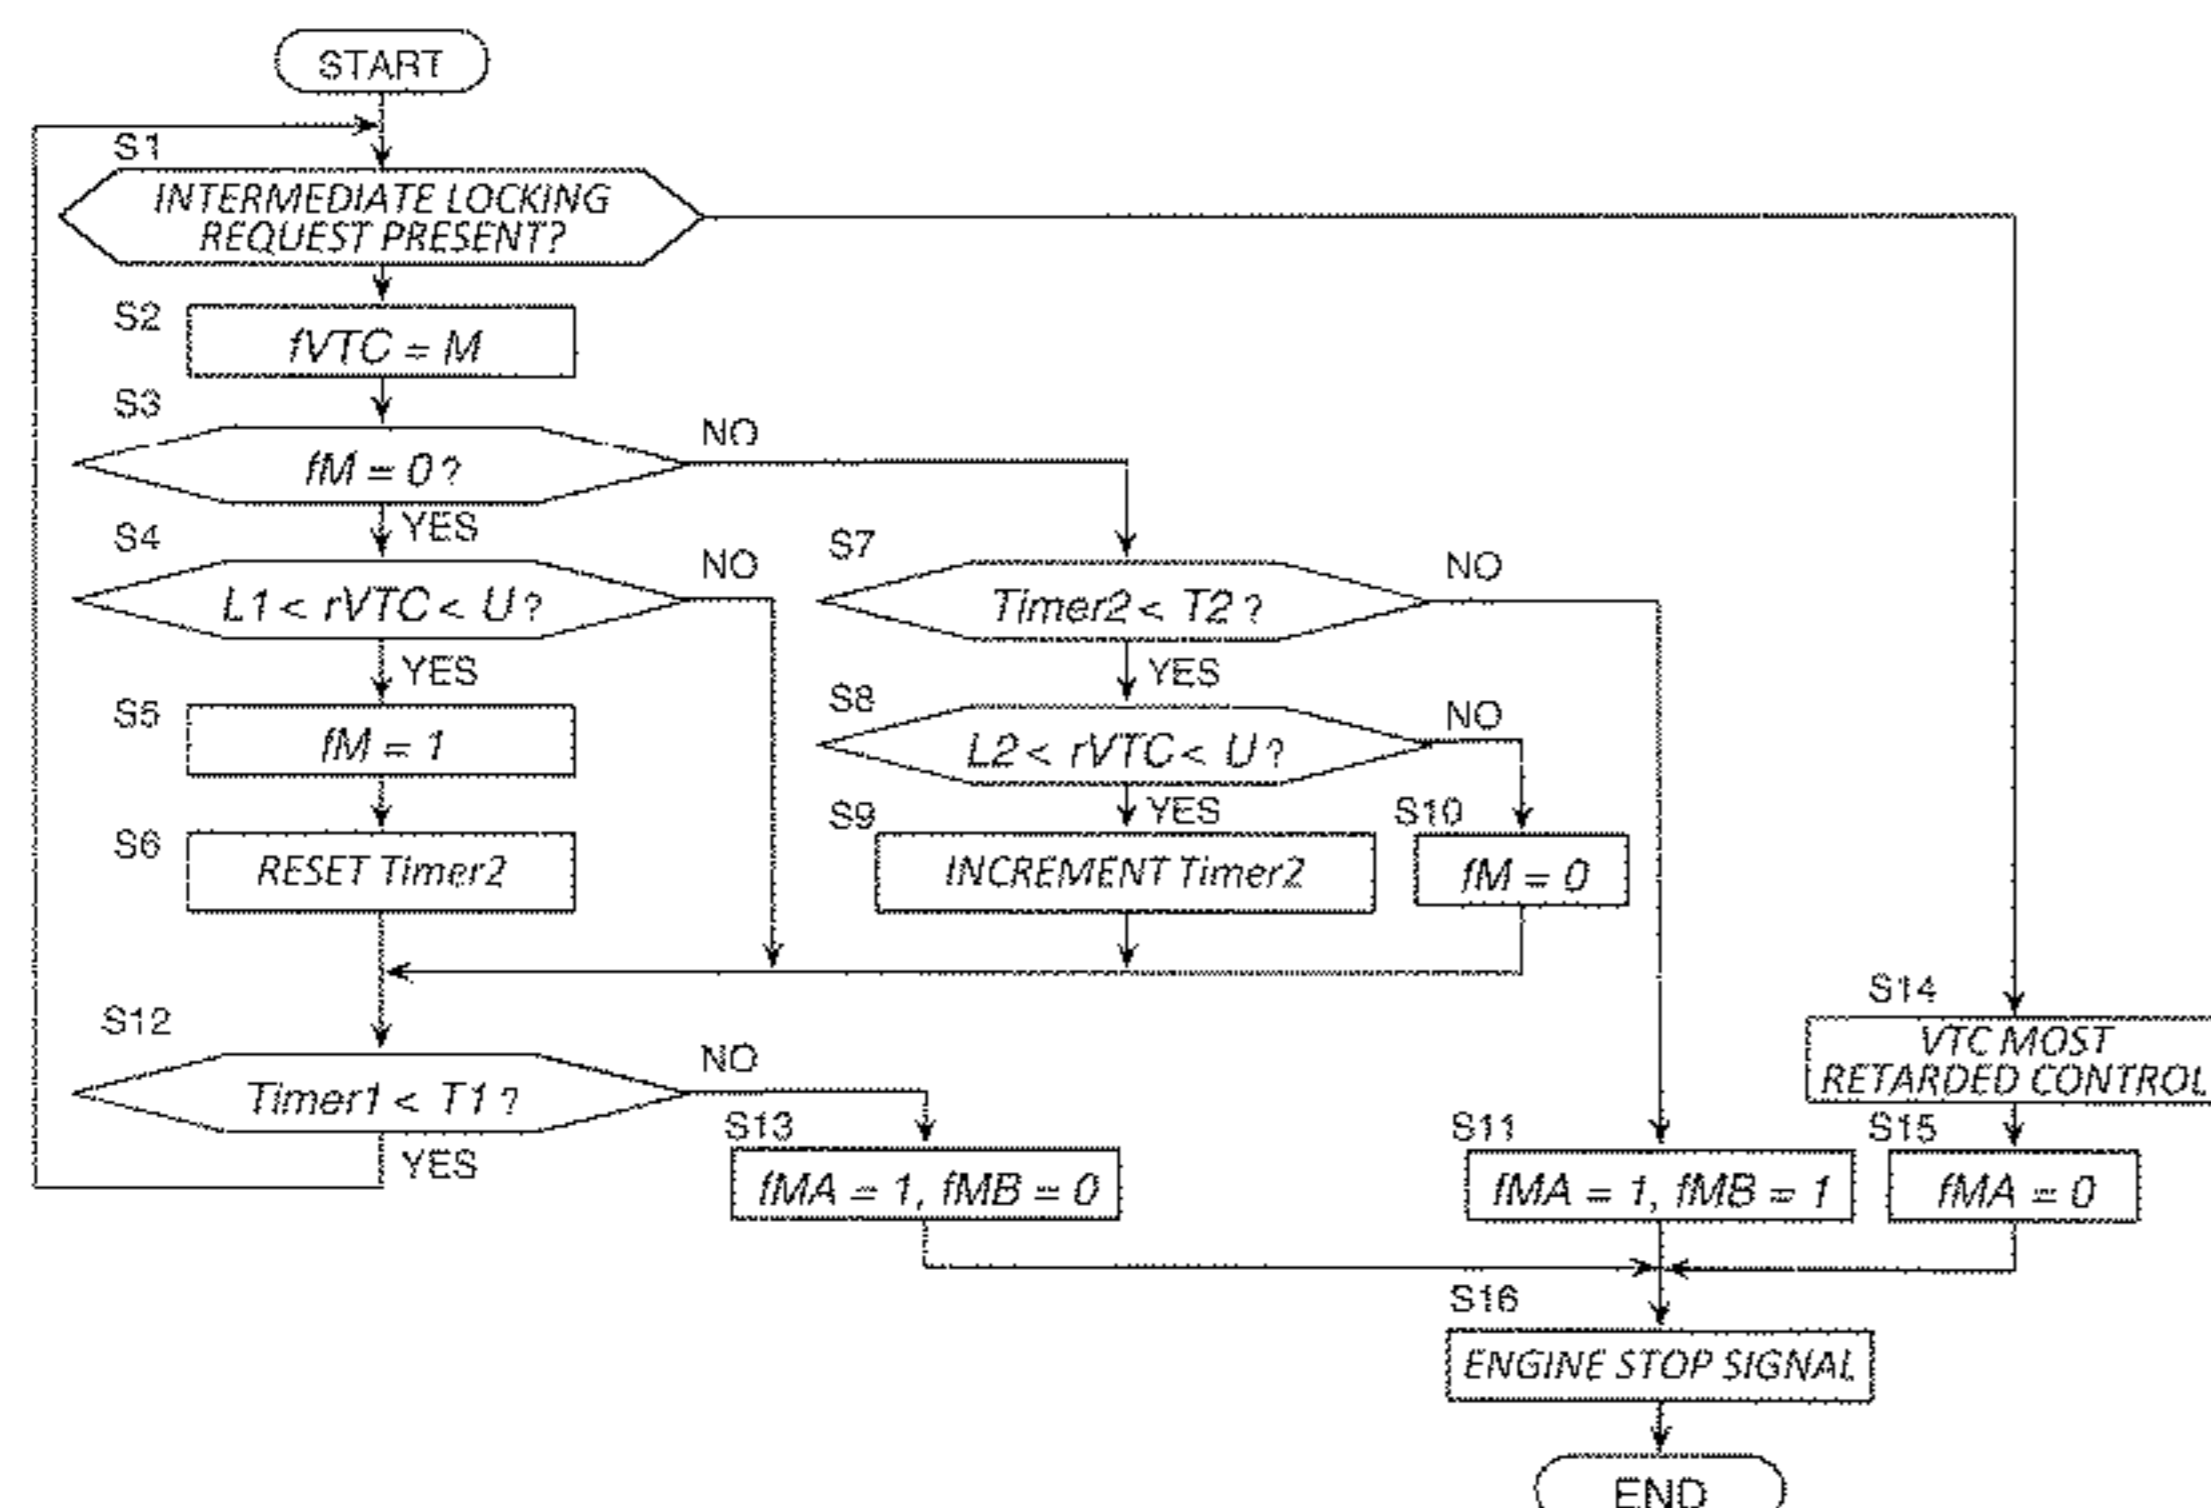 START
S1
INTERMEDIATE LOCKING
REQUEST PRESENT?
S2
fVTC = M
S3
fM = 0?
NO
YES
S4
L1 < rVTC < U?
NO
YES
S5
fM = 1
S6
RESET Timer2
S7
Timer2 < T2?
NO
YES
S8
L2 < rVTC < U?
NO
YES
S9
INCREMENT Timer2
S10
fM = 0
S12
Timer1 < T1?
NO
YES
S13
fMA = 1, fMB = 0
S11
fMA = 1, fMB = 1
S14
VTC MOST
RETARDED CONTROL
S15
fMA = 0
S16
ENGINE STOP SIGNAL
END